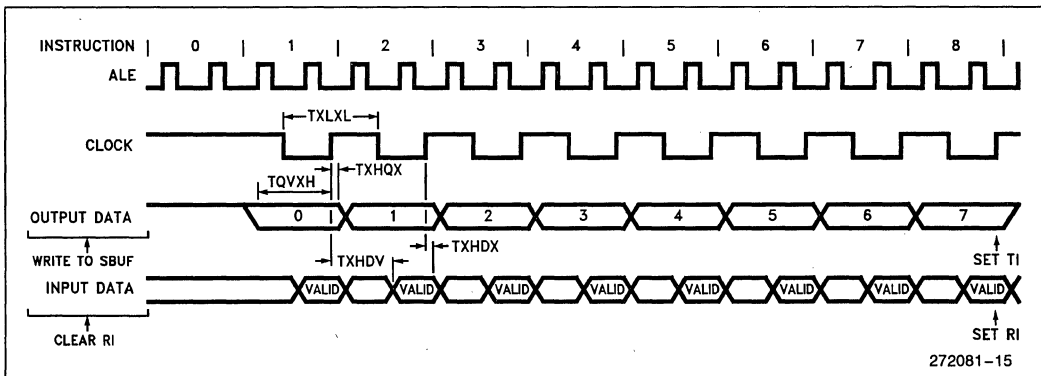 INSTRUCTION | 0 | 1 | 2 | 3 | 4 | 5 | 6 | 7 | 8 |
ALE
TXLXL
CLOCK
TXHQX
TQVXH
OUTPUT DATA 0 1 2 3 4 5 6 7
TXHDX
WRITE TO SBUF
TXHDV
SET TI
INPUT DATA VALID VALID VALID VALID VALID VALID VALID VALID
CLEAR RI
SET RI
272081-15